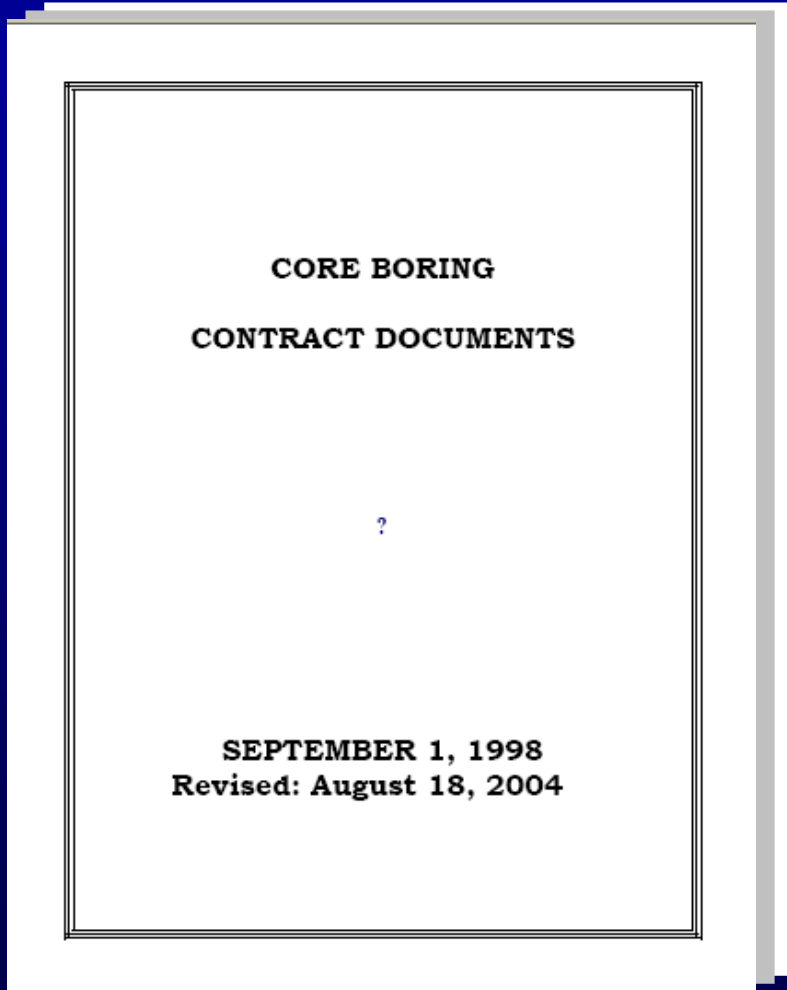 CORE BORING
CONTRACT DOCUMENTS
?
SEPTEMBER 1, 1998
Revised: August 18, 2004